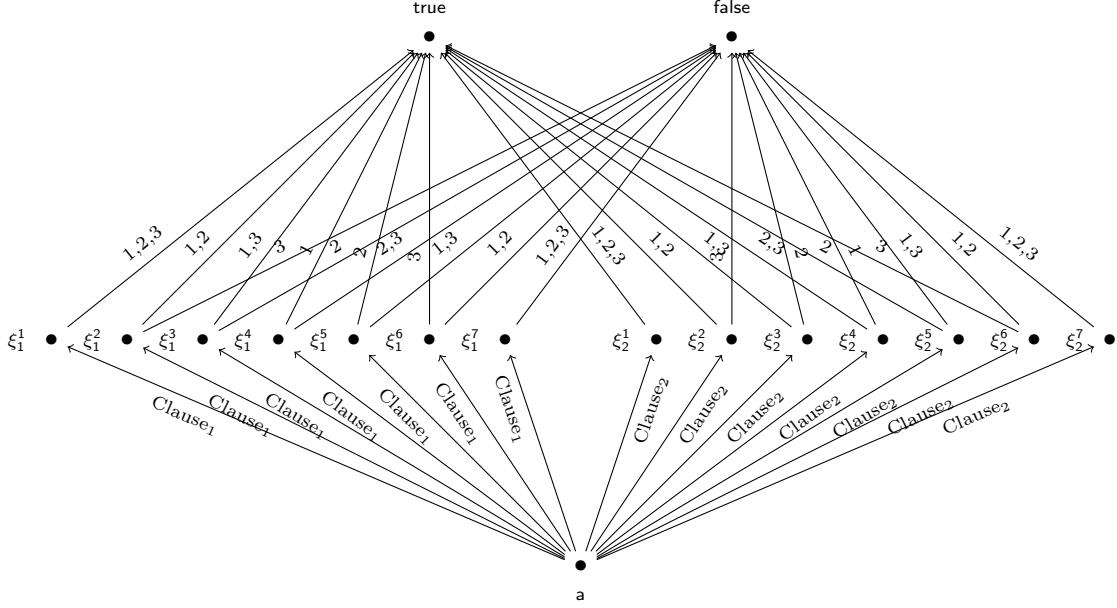 true false
1,2,3 1,2 1,3 3 1 2 2 2,3 3 1,3 1,2 1,2,3 1,2,3 1,2 3 1,3 2,3 2 2 1 3 1,3 1,2 1,2,3
ξ₁¹ ξ₁² ξ₁³ ξ₁⁴ ξ₁⁵ ξ₁⁶ ξ₁⁷ ξ₂¹ ξ₂² ξ₂³ ξ₂⁴ ξ₂⁵ ξ₂⁶ ξ₂⁷
Clause₁ Clause₁ Clause₁ Clause₁ Clause₁ Clause₁ Clause₁ Clause₂ Clause₂ Clause₂ Clause₂ Clause₂ Clause₂ Clause₂
a